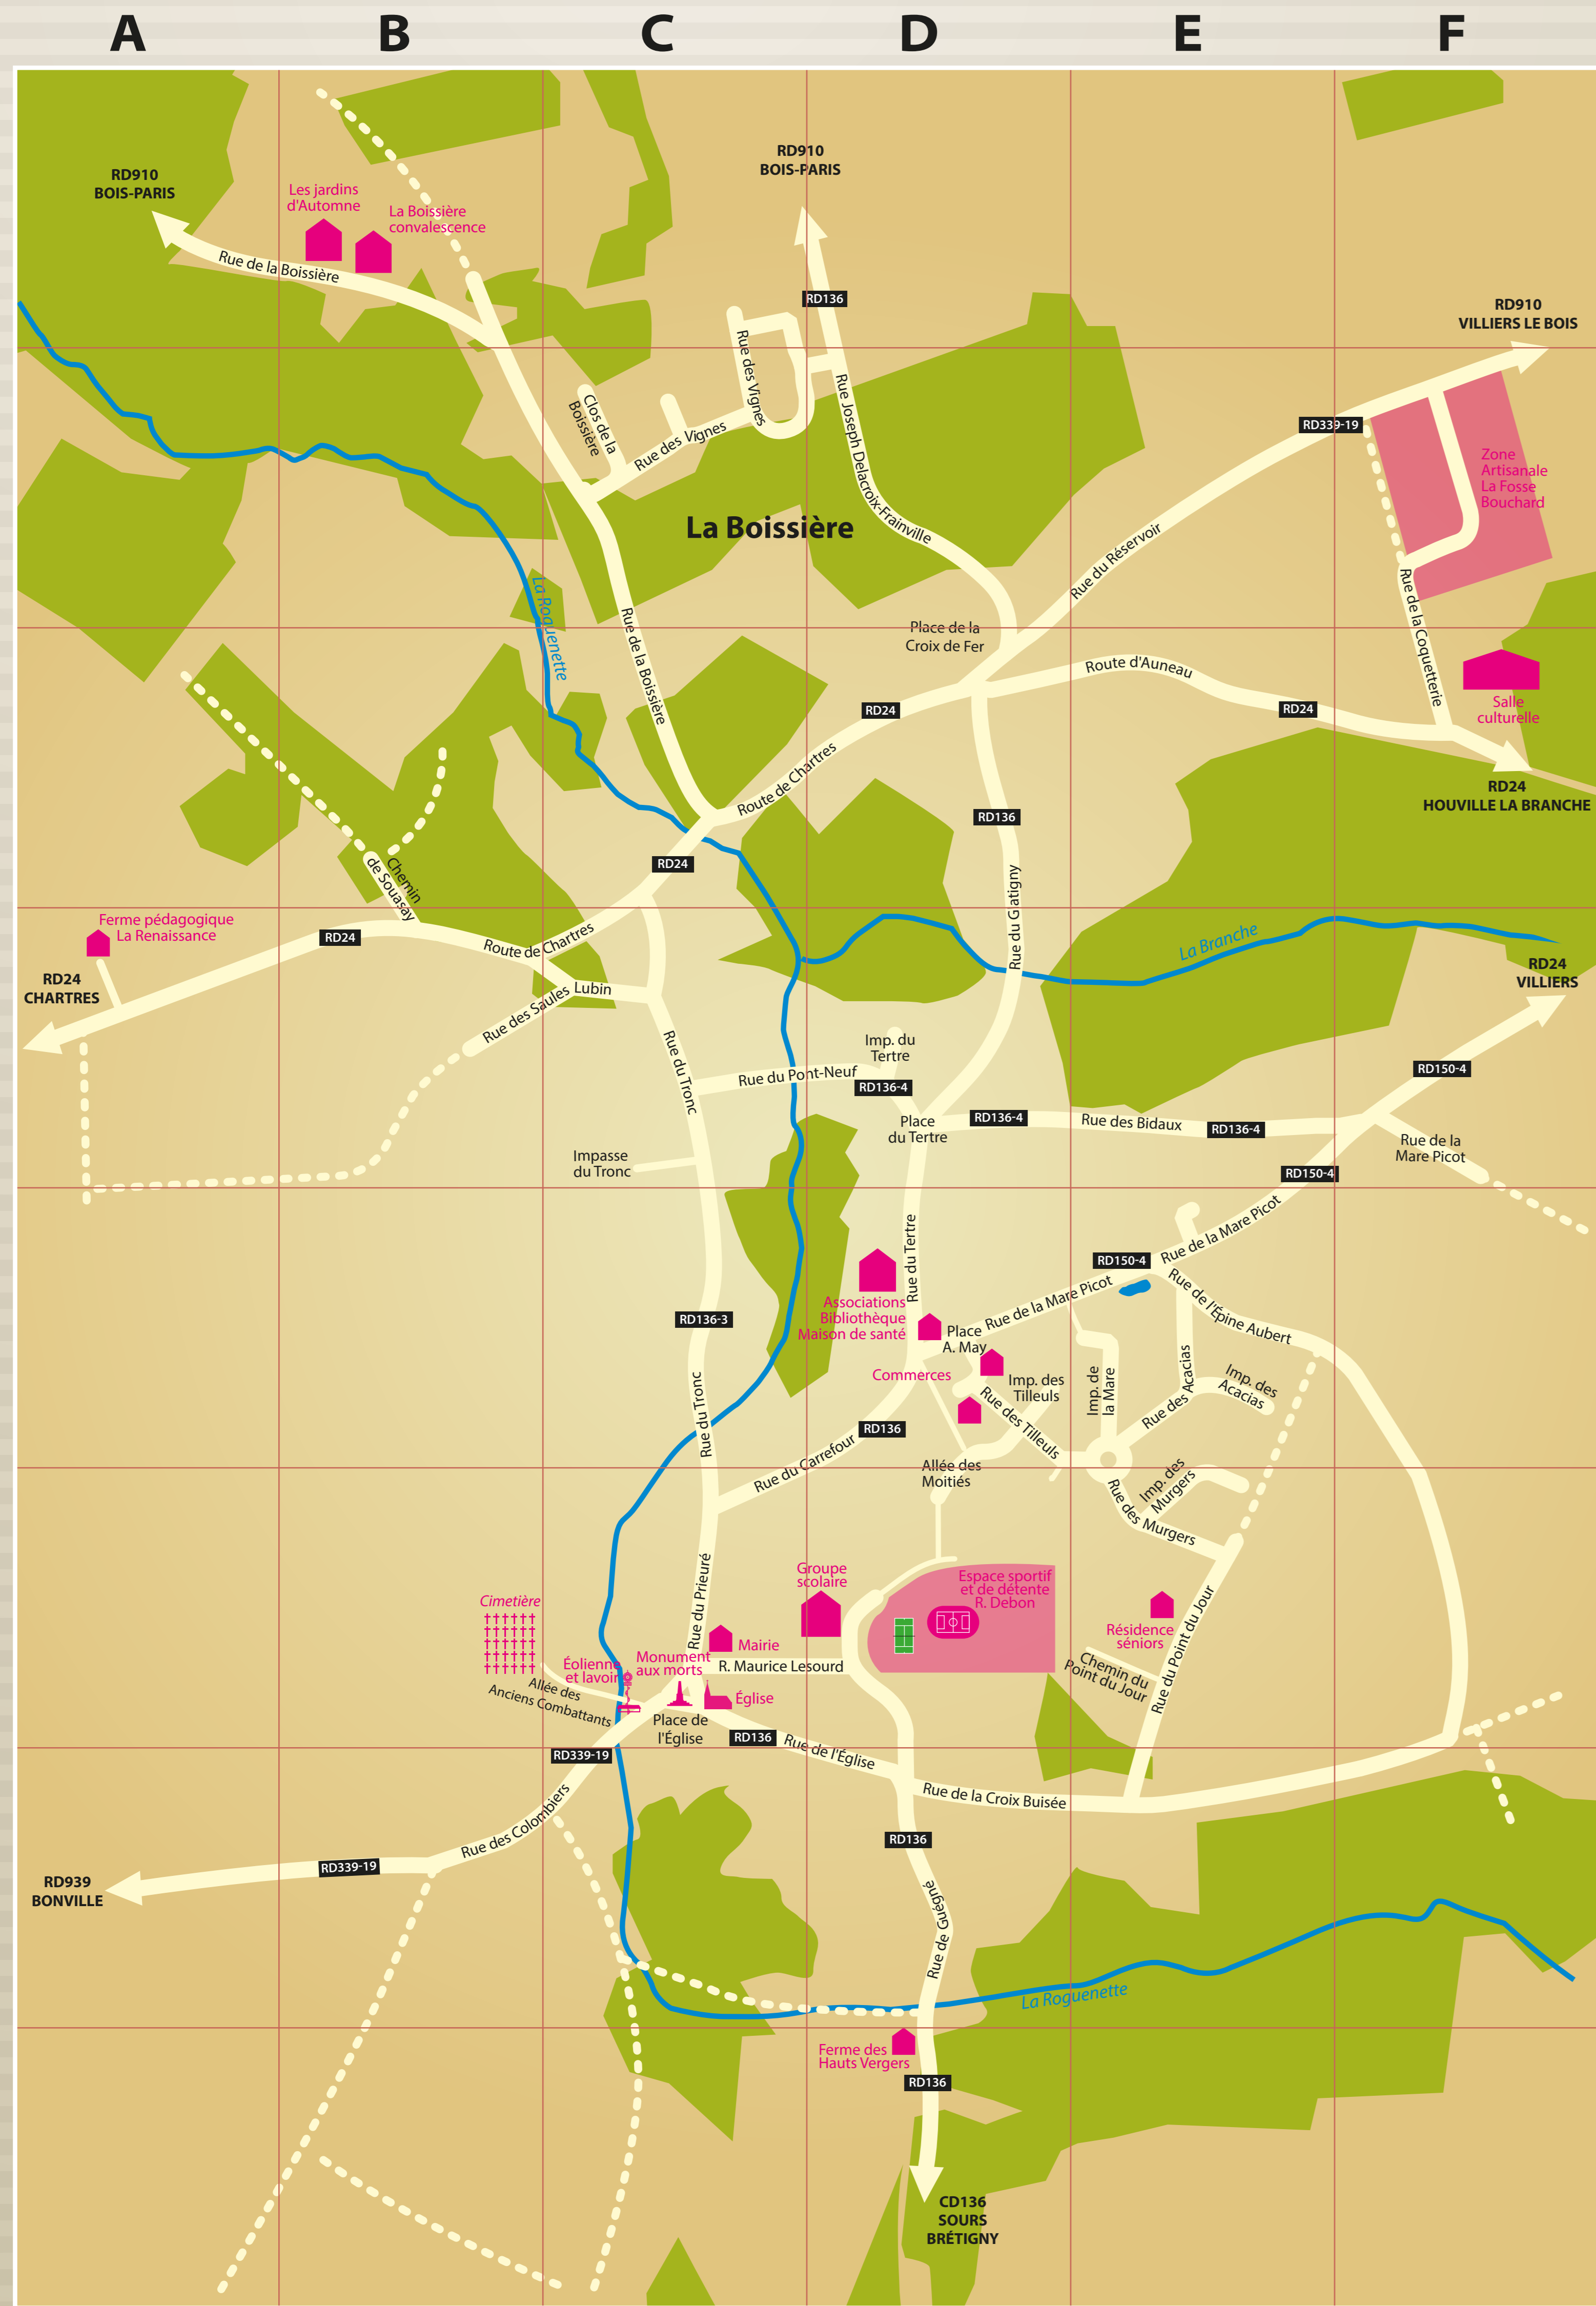 A B C D E F
RD910
BOIS-PARIS
Les jardins
d'Automne
La Boissière
convalescence
Rue de la Boissière
RD910
BOIS-PARIS
RD136
RD910
VILLIERS LE BOIS
Rue des Vignes
Clos de la
Boissière
Rue des Vignes
Rue Joseph Delacroix-Frainville
RD339-19
Zone
Artisanale
La Fosse
Bouchard
La Boissière
Rue du Réservoir
La Roguenette
Rue de la Boissière
Place de la
Croix de Fer
Rue de la Coquetterie
Route d'Auneau
RD24
RD24
Salle
culturelle
Route de Chartres
RD24
HOUVILLE LA BRANCHE
RD136
RD24
Chemin
de Souasay
Rue du Gatigny
Ferme pédagogique
La Renaissance
RD24
Route de Chartres
La Branche
RD24
CHARTRES
RD24
VILLIERS
Rue des Saules
Lubin
Rue du Tronc
Imp. du
Tertre
Rue du Pont-Neuf
RD136-4
RD150-4
Place
du Tertre
RD136-4
Rue des Bidaux
RD136-4
Rue de la
Mare Picot
Impasse
du Tronc
RD150-4
Rue du Tertre
Rue de la Mare Picot
RD150-4
Associations
Bibliothèque
Maison de santé
Rue de la Mare Picot
Rue de l'Épine Aubert
RD136-3
Place
A. May
Commerces
Imp. des
Tilleuls
Imp. de
la Mare
Rue des Acacias
Imp. des
Acacias
Rue du Tronc
RD136
Rue des Tilleuls
Rue du Carrefour
Allée des
Moitiés
Imp. des
Murgers
Rue des Murgers
Rue du Prieuré
Groupe
scolaire
Espace sportif
et de détente
R. Debon
Cimetière
Résidence
séniors
Mairie
Monument
aux morts
Éolienne
et lavoir
R. Maurice Lesourd
Chemin du
Point du Jour
Rue du Point du Jour
Allée des
Anciens Combattants
Église
Place de
l'Église
RD136
Rue de l'Église
RD339-19
Rue de la Croix Buisée
Rue des Colombiers
RD136
RD339-19
RD939
BONVILLE
Rue de Guégné
La Roguenette
Ferme des
Hauts Vergers
RD136
CD136
SOURS
BRÉTIGNY